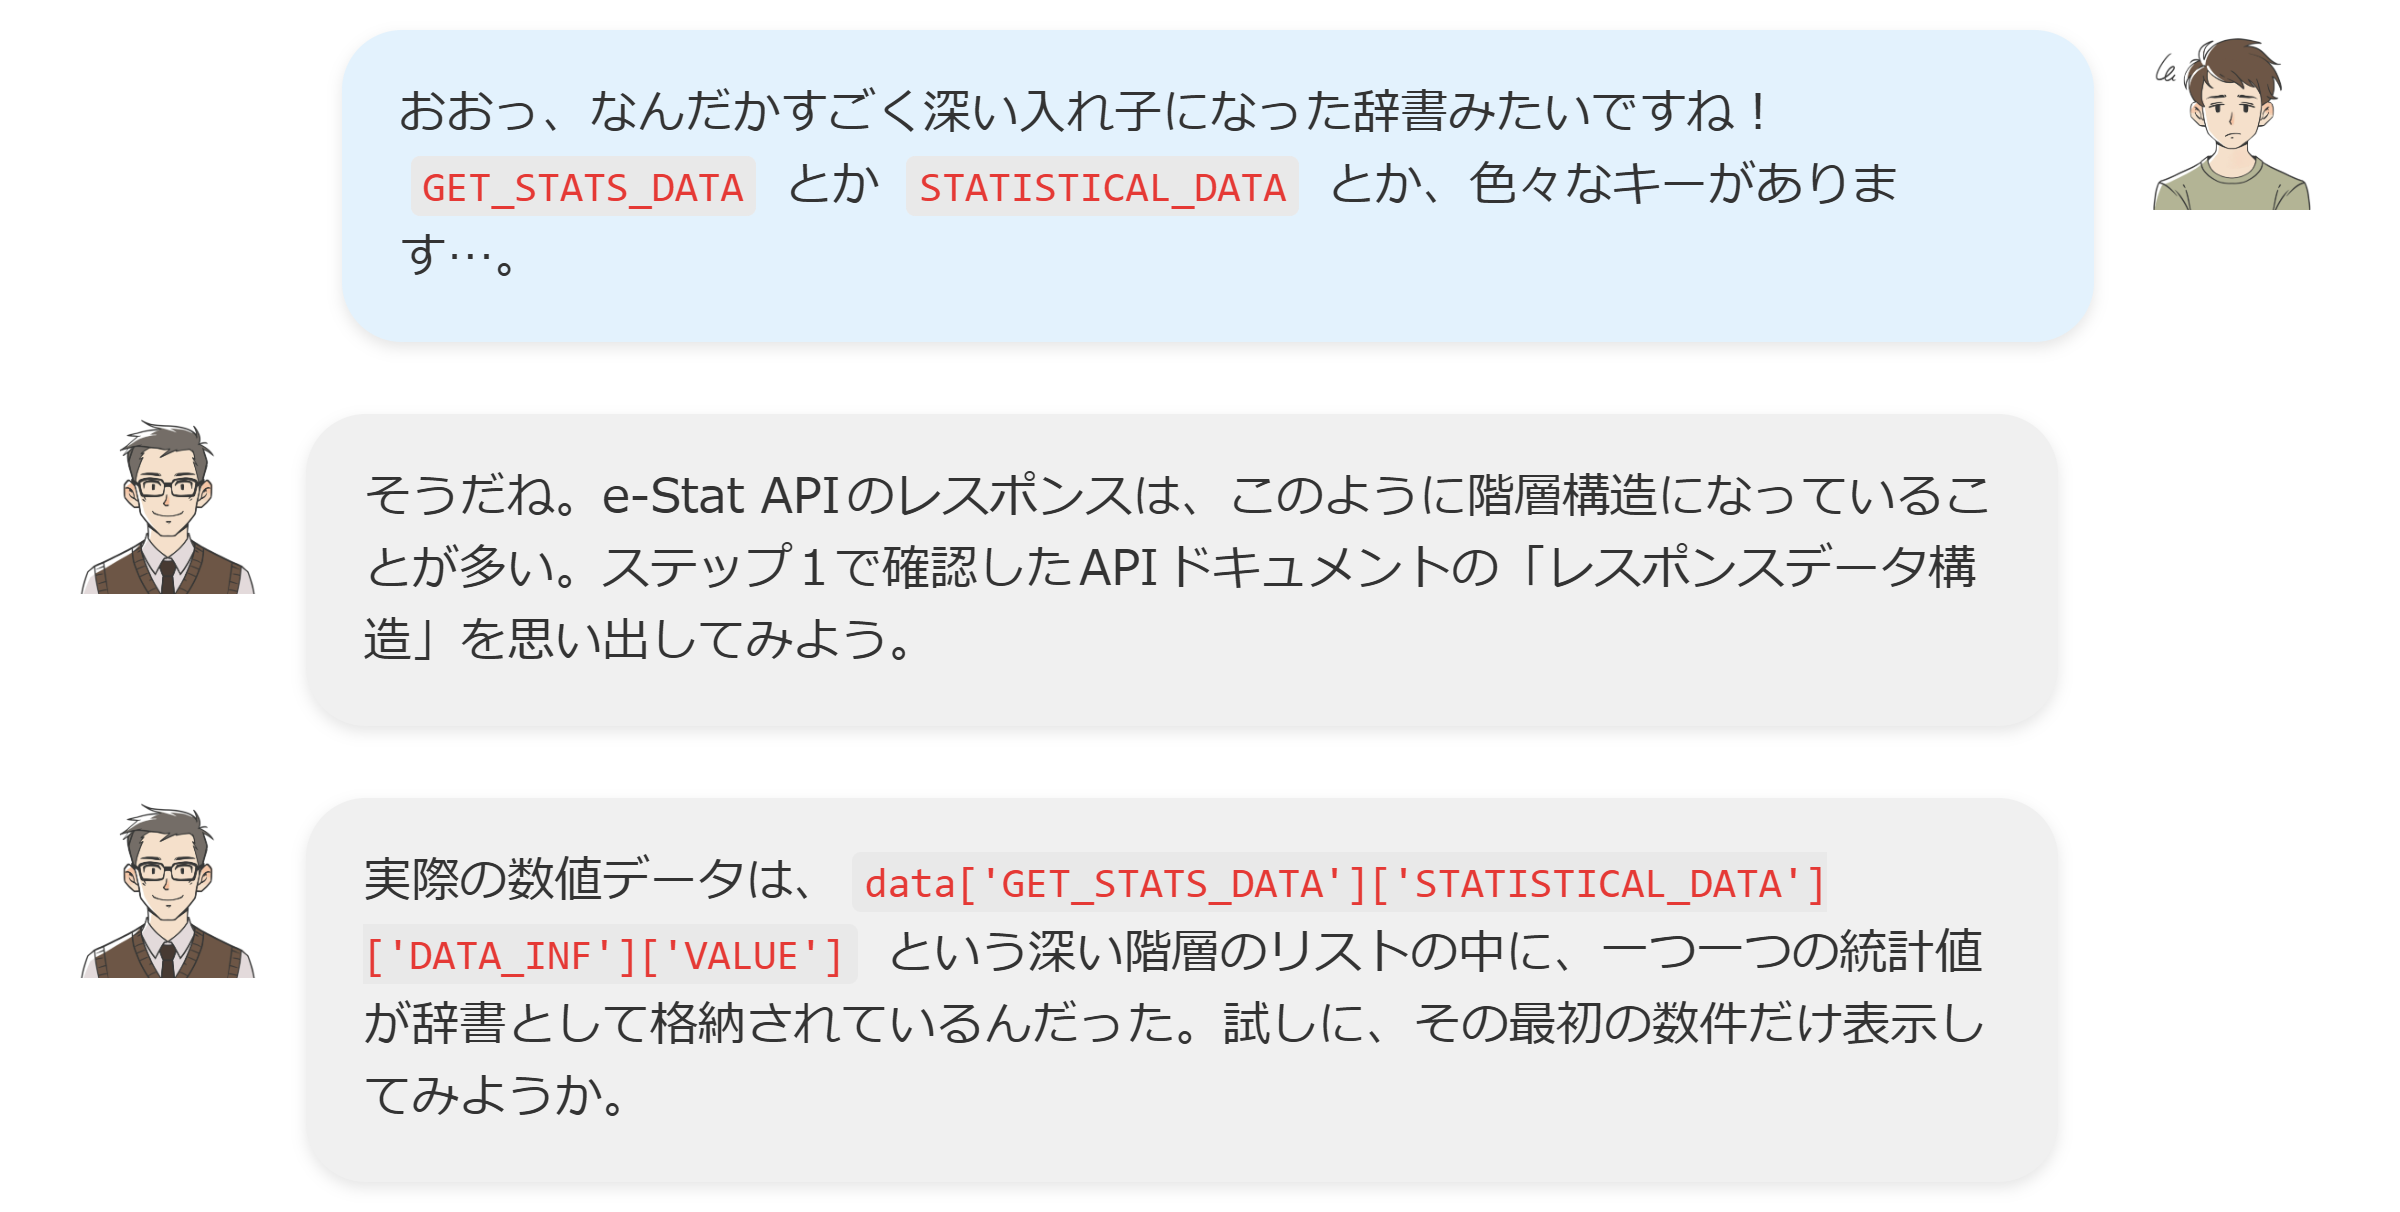 おおっ、なんだかすごく深い入れ子になった辞書みたいですね！
GET_STATS_DATA とか STATISTICAL_DATA とか、色々なキーがありま
す…。
そうだね。e-Stat APIのレスポンスは、このように階層構造になっているこ
とが多い。ステップ1で確認したAPIドキュメントの「レスポンスデータ構
造」を思い出してみよう。
実際の数値データは、 data['GET_STATS_DATA']['STATISTICAL_DATA']
['DATA_INF']['VALUE'] という深い階層のリストの中に、一つ一つの統計値
が辞書として格納されているんだった。試しに、その最初の数件だけ表示し
てみようか。